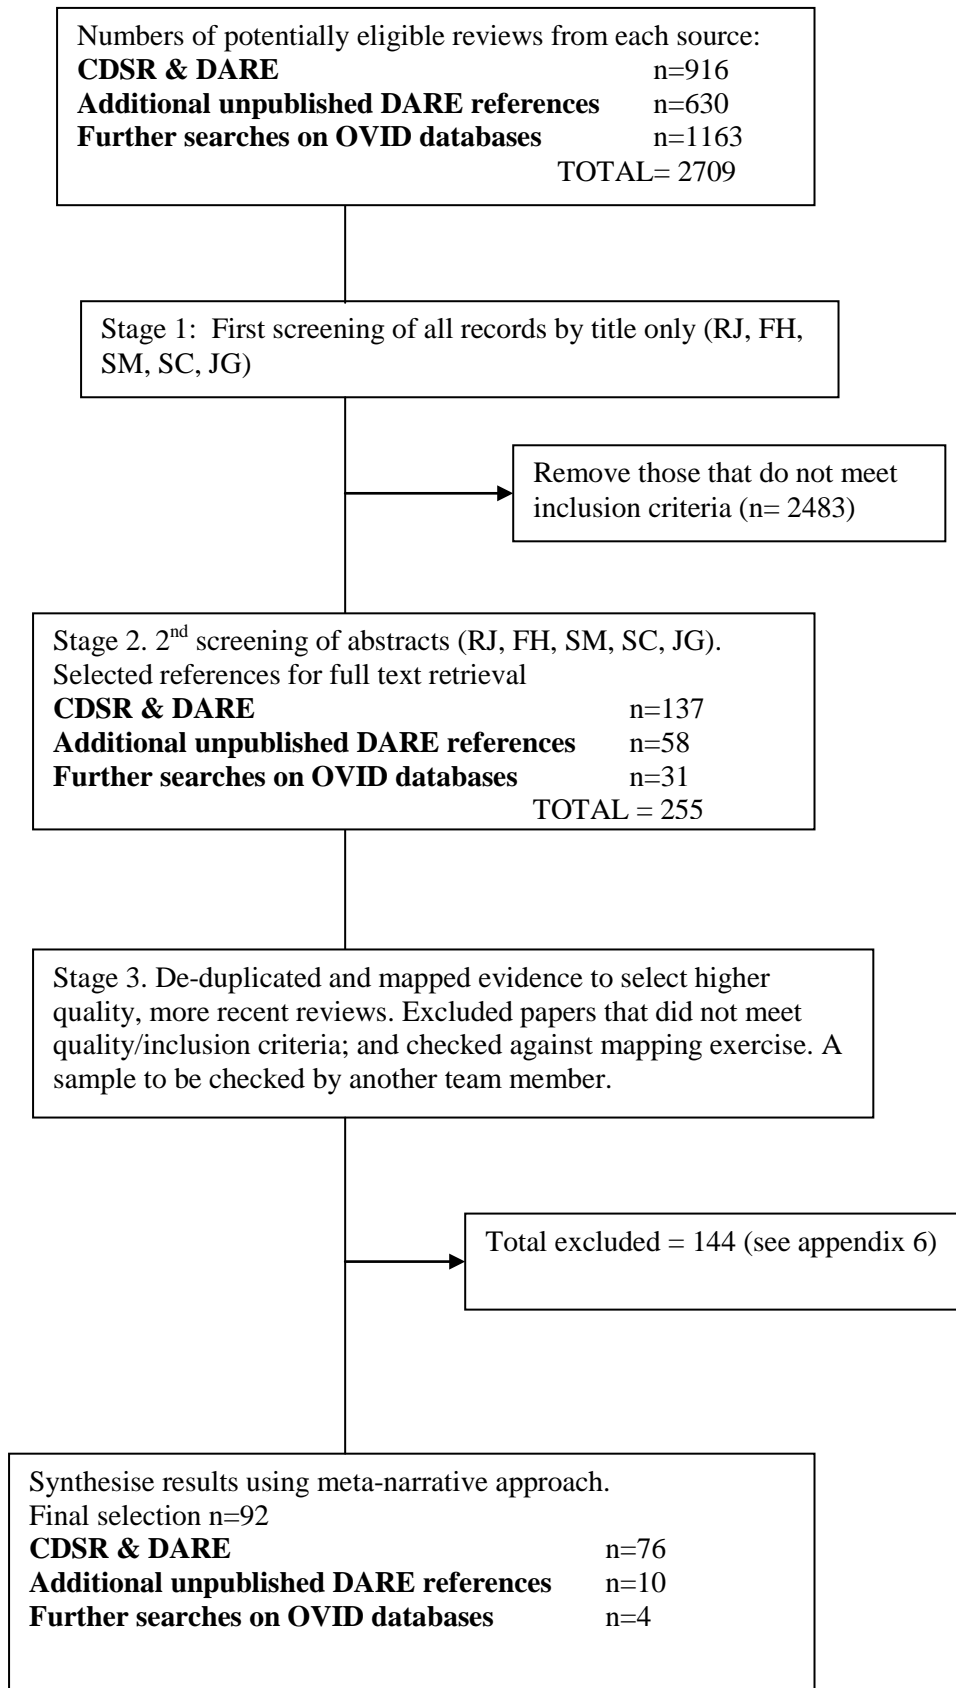 Numbers of potentially eligible reviews from each source:
CDSR & DARE n=916
Additional unpublished DARE references n=630
Further searches on OVID databases n=1163
TOTAL= 2709
Stage 1: First screening of all records by title only (RJ, FH,
SM, SC, JG)
Remove those that do not meet
inclusion criteria (n= 2483)
Stage 2. 2nd screening of abstracts (RJ, FH, SM, SC, JG).
Selected references for full text retrieval
CDSR & DARE n=137
Additional unpublished DARE references n=58
Further searches on OVID databases n=31
TOTAL = 255
Stage 3. De-duplicated and mapped evidence to select higher
quality, more recent reviews. Excluded papers that did not meet
quality/inclusion criteria; and checked against mapping exercise. A
sample to be checked by another team member.
Total excluded = 144 (see appendix 6)
Synthesise results using meta-narrative approach.
Final selection n=92
CDSR & DARE n=76
Additional unpublished DARE references n=10
Further searches on OVID databases n=4